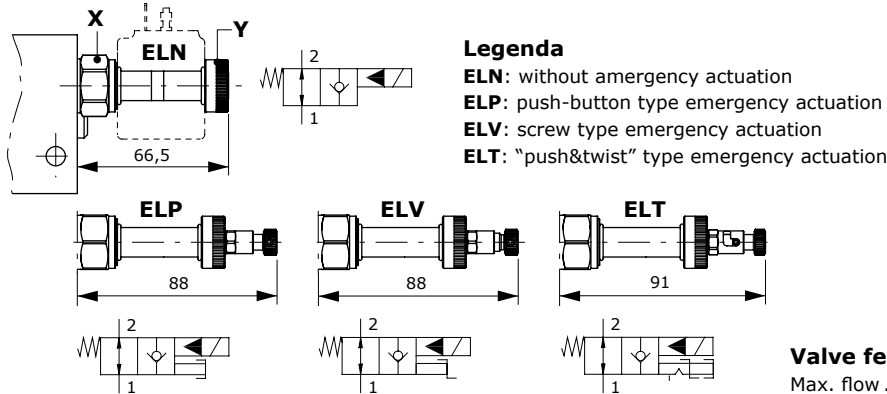 X
Y
ELN
2
1
66,5
Legenda
ELN: without amergency actuation
ELP: push-button type emergency actuation
ELV: screw type emergency actuation
ELT: “push&twist” type emergency actuation
ELP
ELV
ELT
88
88
91
2
2
2
1
1
1
Valve fe
Max. flow .